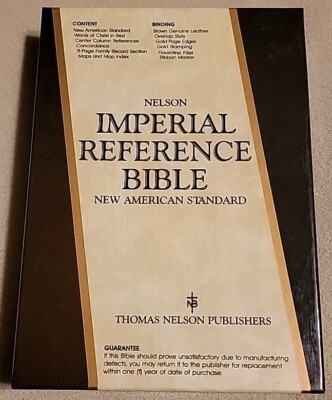 CONTENT
New American Standard
Words of Christ in Red
Center Column References
Concordance
8-Page Family Record Section
Maps and Map Index
BINDING
Brown Genuine Leather
Overlap Style
Gold Page Edges
Gold Stamping
Florentine Fillet
Ribbon Marker
NELSON
IMPERIAL
REFERENCE
BIBLE
NEW AMERICAN STANDARD
TNB
THOMAS NELSON PUBLISHERS
GUARANTEE
If this Bible should prove unsatisfactory due to manufacturing
defects, you may return it to the publisher for replacement
within one (1) year of date of purchase.